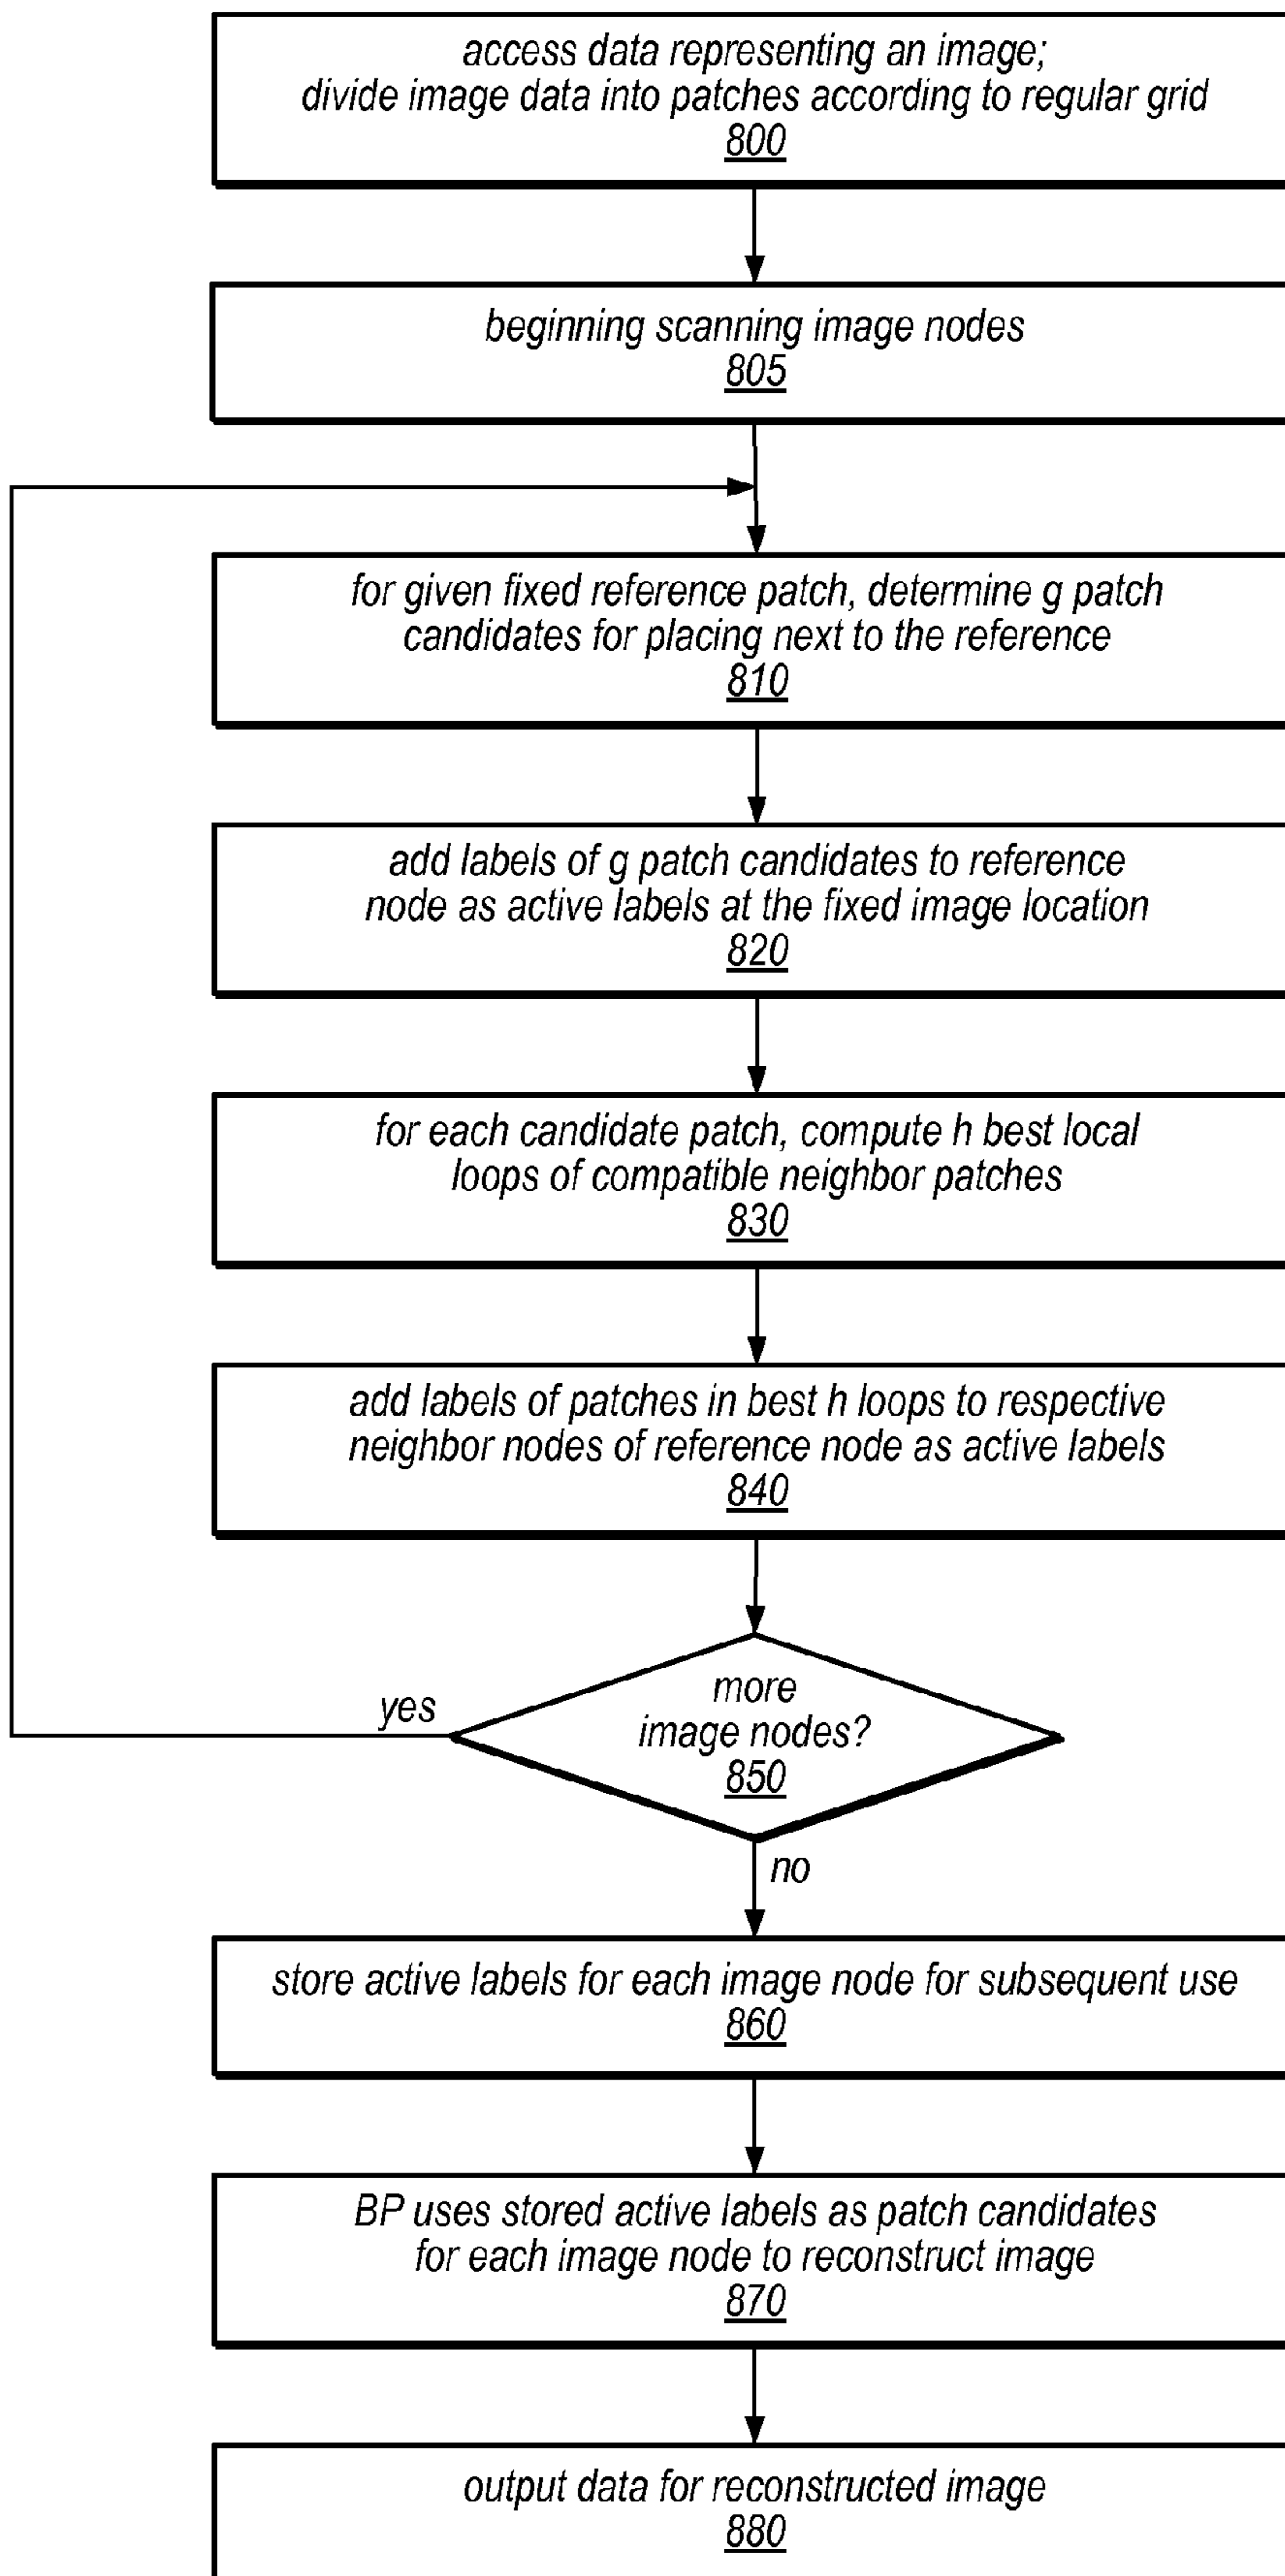 access data representing an image;
divide image data into patches according to regular grid
800
beginning scanning image nodes
805
for given fixed reference patch, determine g patch
candidates for placing next to the reference
810
add labels of g patch candidates to reference
node as active labels at the fixed image location
820
for each candidate patch, compute h best local
loops of compatible neighbor patches
830
add labels of patches in best h loops to respective
neighbor nodes of reference node as active labels
840
more
image nodes?
850
yes
no
store active labels for each image node for subsequent use
860
BP uses stored active labels as patch candidates
for each image node to reconstruct image
870
output data for reconstructed image
880